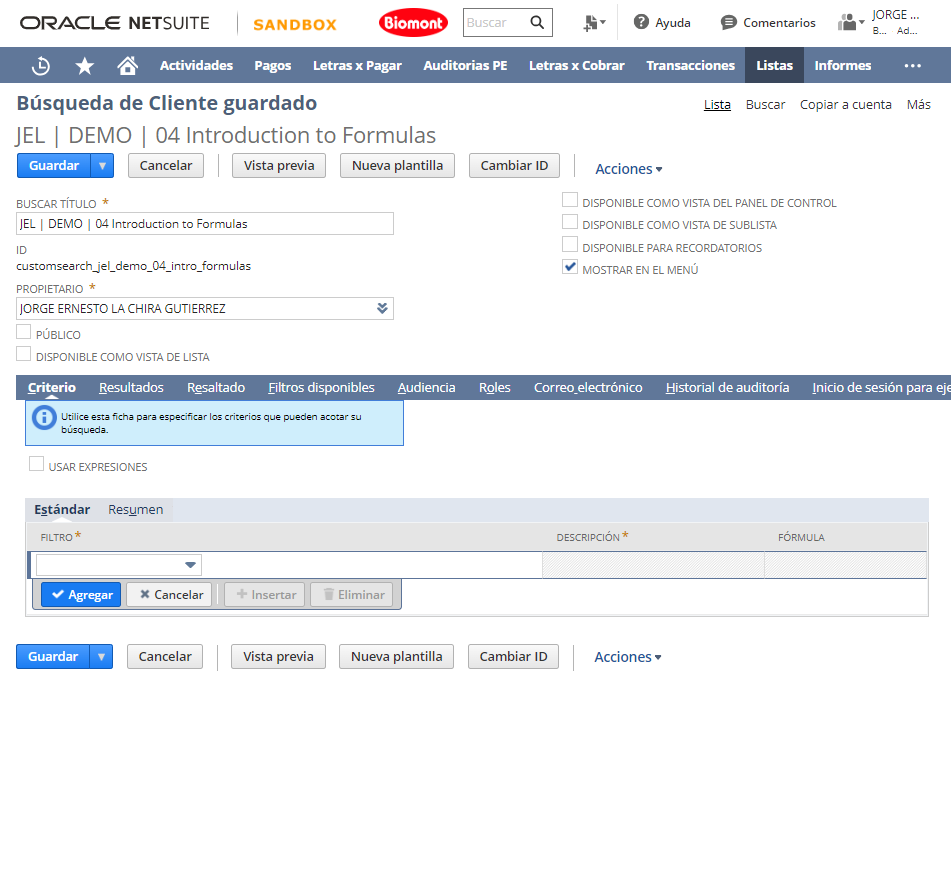 ORACLE NETSUITE
SANDBOX
Biomont
Buscar
Ayuda
Comentarios
JORGE ...
B... Ad...
Actividades Pagos Letras x Pagar Auditorias PE Letras x Cobrar Transacciones Listas Informes ...
Búsqueda de Cliente guardado
Lista Buscar Copiar a cuenta Más
JEL | DEMO | 04 Introduction to Formulas
Guardar Cancelar Vista previa Nueva plantilla Cambiar ID Acciones
BUSCAR TÍTULO *
JEL | DEMO | 04 Introduction to Formulas
ID
customsearch_jel_demo_04_intro_formulas
PROPIETARIO *
JORGE ERNESTO LA CHIRA GUTIERREZ
PÚBLICO
DISPONIBLE COMO VISTA DE LISTA
DISPONIBLE COMO VISTA DEL PANEL DE CONTROL
DISPONIBLE COMO VISTA DE SUBLISTA
DISPONIBLE PARA RECORDATORIOS
MOSTRAR EN EL MENÚ
Criterio Resultados Resaltado Filtros disponibles Audiencia Roles Correo electrónico Historial de auditoría Inicio de sesión para eje
Utilice esta ficha para especificar los criterios que pueden acotar su
búsqueda.
USAR EXPRESIONES
Estándar Resumen
FILTRO * DESCRIPCIÓN * FÓRMULA
Agregar Cancelar Insertar Eliminar
Guardar Cancelar Vista previa Nueva plantilla Cambiar ID Acciones